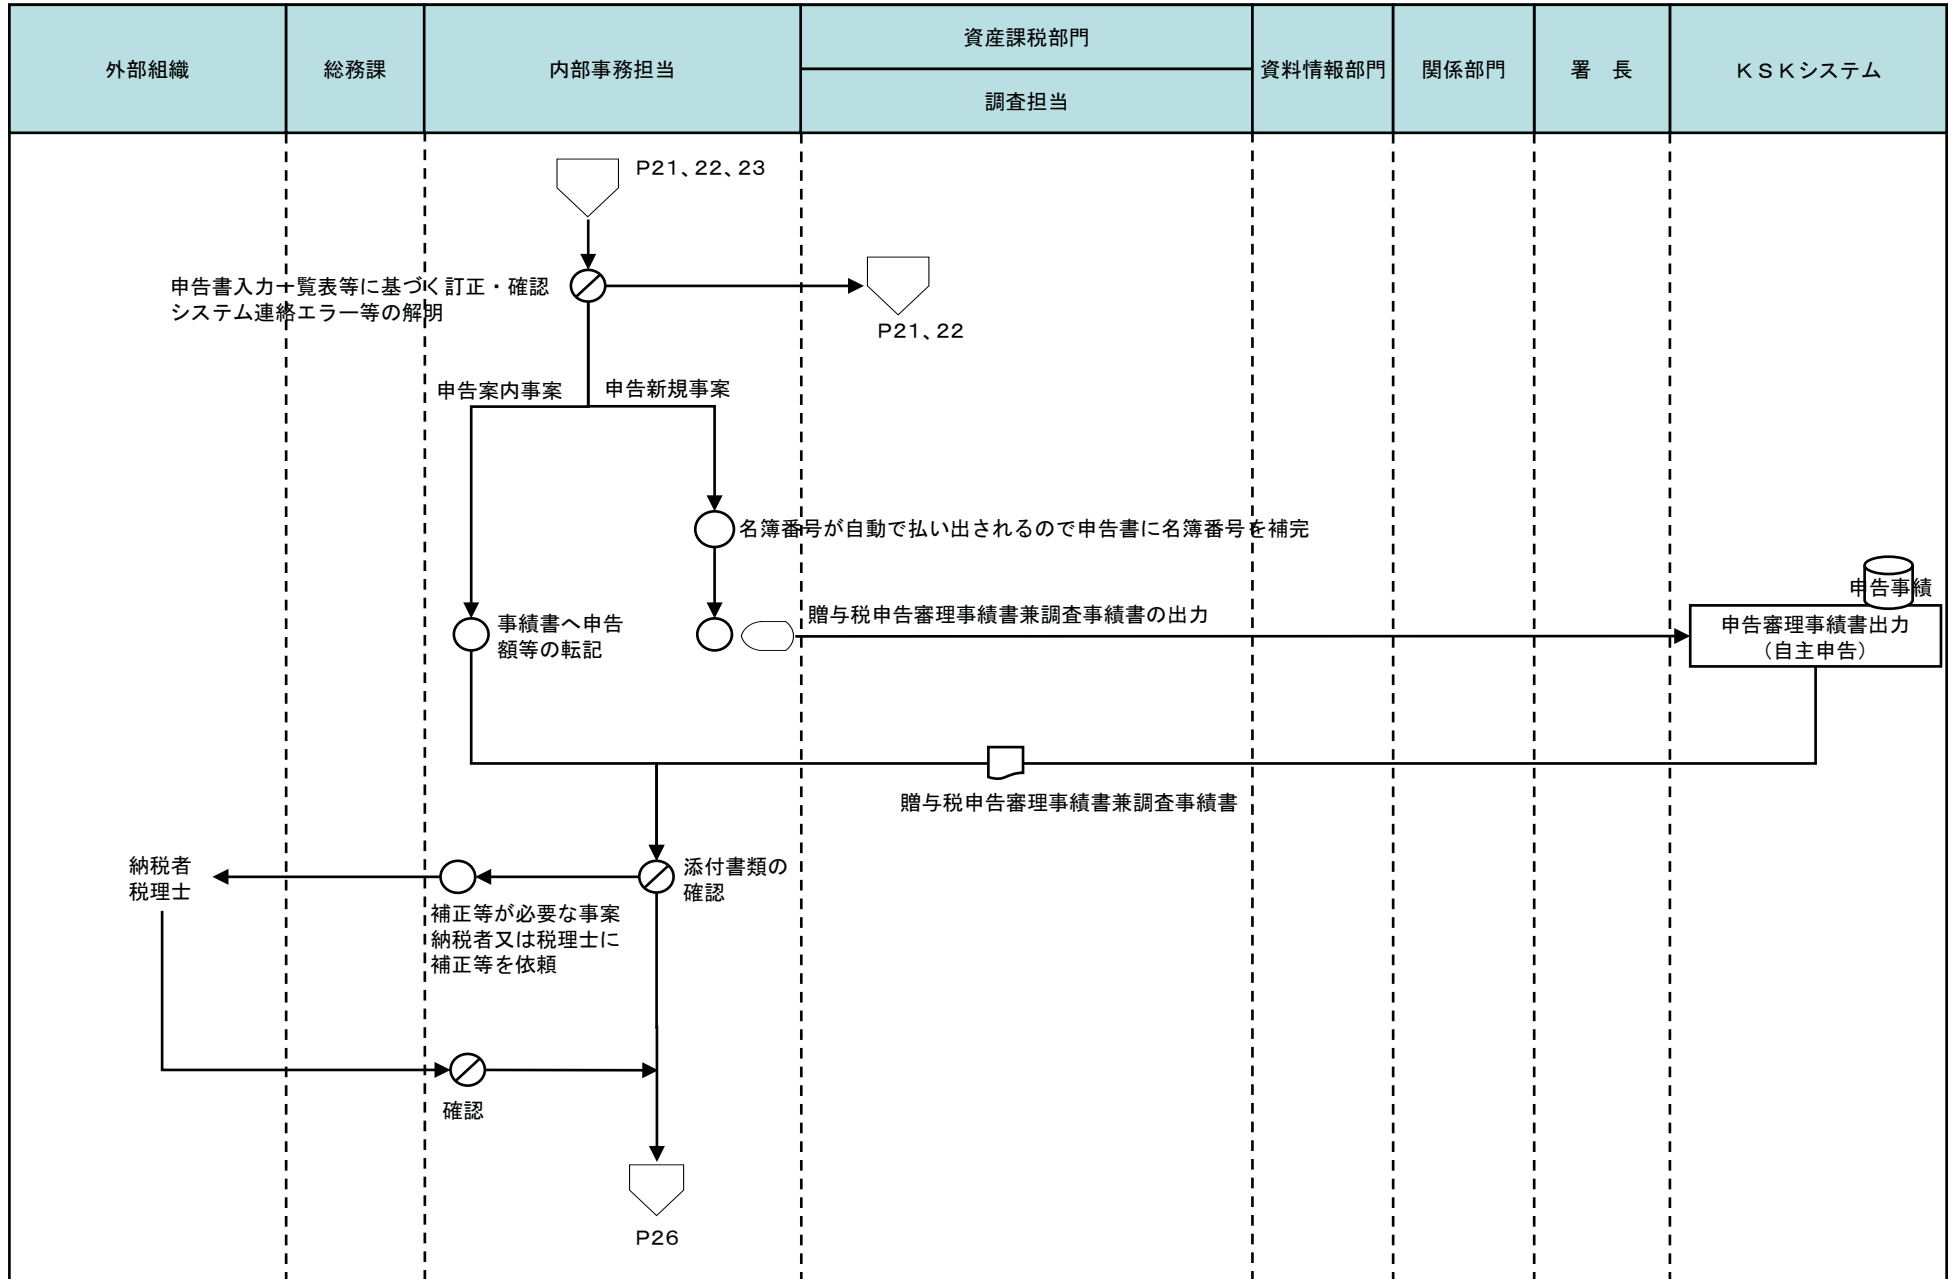 外部組織
総務課
内部事務担当
資産課税部門
調査担当
資料情報部門
関係部門
署　長
ＫＳＫシステム
P21、22、23
申告書入力一覧表等に基づく訂正・確認
システム連絡エラー等の解明
P21、22
申告案内事案
申告新規事案
名簿番号が自動で払い出されるので申告書に名簿番号を補完
申告事績
事績書へ申告
額等の転記
贈与税申告審理事績書兼調査事績書の出力
申告審理事績書出力
（自主申告）
贈与税申告審理事績書兼調査事績書
納税者
税理士
添付書類の
確認
補正等が必要な事案
納税者又は税理士に
補正等を依頼
確認
P26